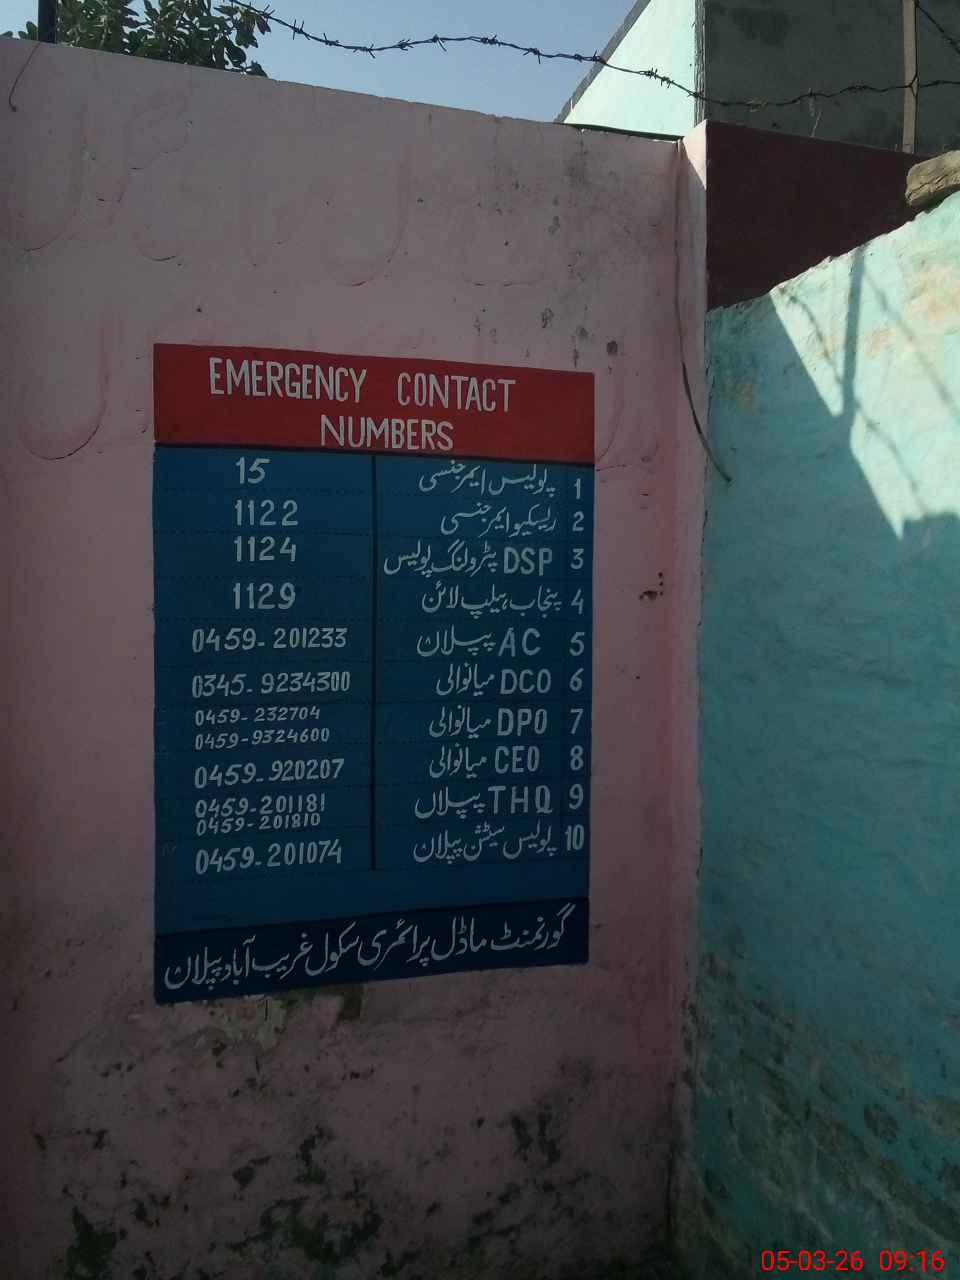 EMERGENCY CONTACT
NUMBERS
1 پولیس ایمرجنسی 15
2 ریسکیو ایمرجنسی 1122
3 DSP پٹرولنگ پولیس 1124
4 پنجاب ہیلپ لائن 1129
5 AC پیپلاں 0459-201233
6 DCO میانوالی 0345-9234300
7 DPO میانوالی 0459-232704
0459-9324600
8 CEO میانوالی 0459-920207
9 THQ پیپلاں 0459-201181
0459-201810
10 پولیس سٹیشن پپلاں 0459-201074
گورنمنٹ ماڈل پرائمری سکول غریب آباد پپلاں
05-03-26 09:16